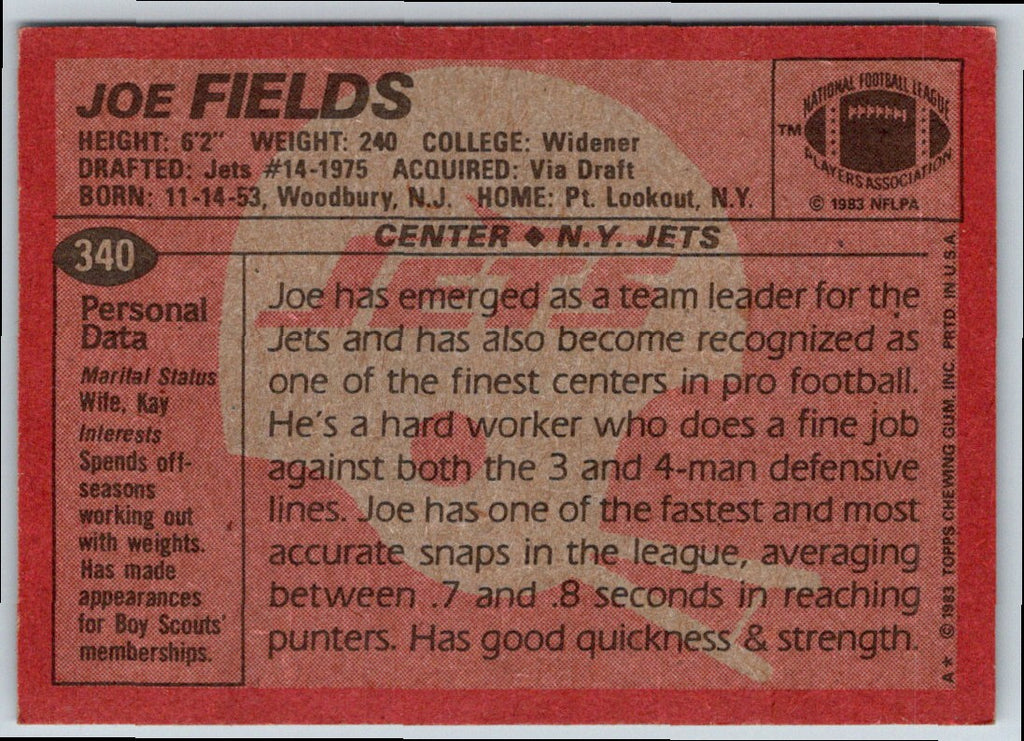 JOE FIELDS
HEIGHT: 6'2" WEIGHT: 240 COLLEGE: Widener
DRAFTED: Jets #14-1975 ACQUIRED: Via Draft
BORN: 11-14-53, Woodbury, N.J. HOME: Pt. Lookout, N.Y.
NATIONAL FOOTBALL LEAGUE
TM
PLAYERS ASSOCIATION
© 1983 NFLPA
CENTER ♦ N.Y. JETS
340
JETS
Personal
Data
Marital Status
Wife, Kay
Interests
Spends off-
seasons
working out
with weights.
Has made
appearances
for Boy Scouts'
memberships.
Joe has emerged as a team leader for the
Jets and has also become recognized as
one of the finest centers in pro football.
He's a hard worker who does a fine job
against both the 3 and 4-man defensive
lines. Joe has one of the fastest and most
accurate snaps in the league, averaging
between .7 and .8 seconds in reaching
punters. Has good quickness & strength.
A★ © 1983 TOPPS CHEWING GUM, INC. PRTD. IN U.S.A.